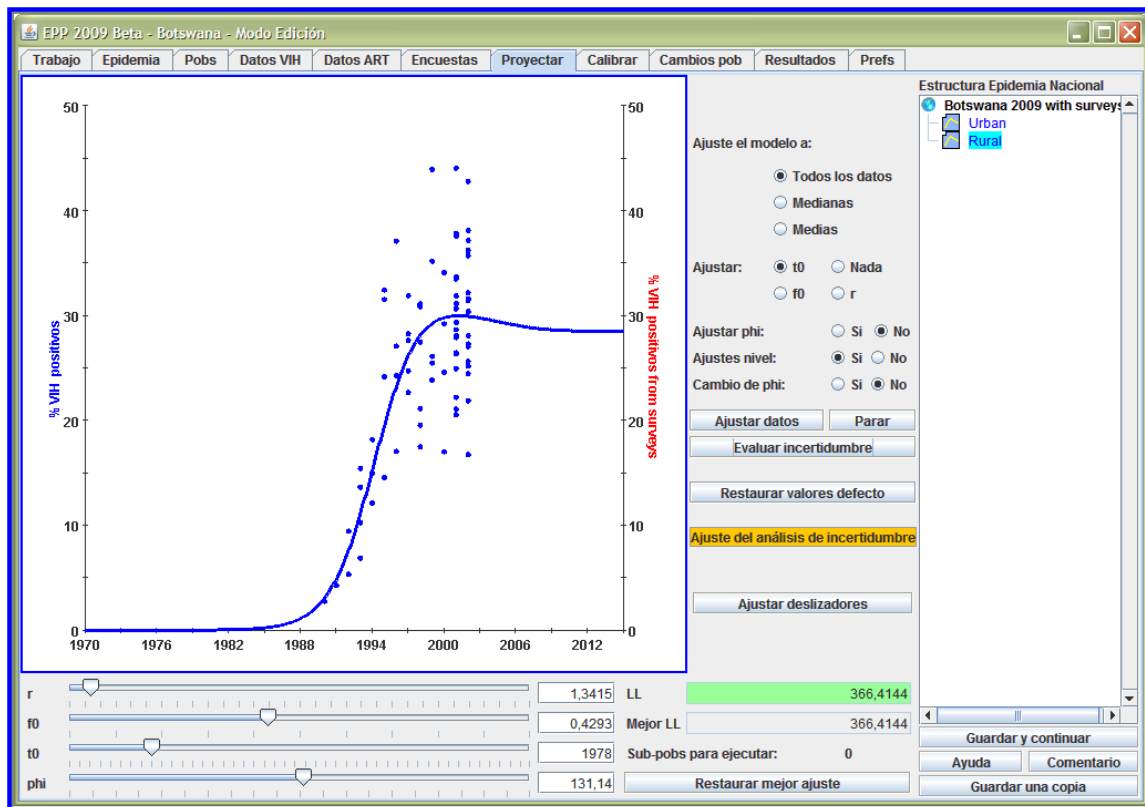 EPP 2009 Beta - Botswana - Modo Edición
Trabajo Epidemia Pobs Datos VIH Datos ART Encuestas Proyectar Calibrar Cambios pob Resultados Prefs
50
40
30
20
10
0
% VIH positivos
50
40
30
20
10
0
% VIH positivos from surveys
1970 1976 1982 1988 1994 2000 2006 2012
Ajuste el modelo a:
Todos los datos
Medianas
Medias
Ajustar: t0 Nada
f0 r
Ajustar phi: Si No
Ajustes nivel: Si No
Cambio de phi: Si No
Ajustar datos Parar
Evaluar incertidumbre
Restaurar valores defecto
Ajuste del análisis de incertidumbre
Ajustar deslizadores
Estructura Epidemia Nacional
Botswana 2009 with surveys
Urban
Rural
r 1,3415 LL 366,4144
f0 0,4293 Mejor LL 366,4144
t0 1978 Sub-pobs para ejecutar: 0
phi 131,14 Restaurar mejor ajuste
Guardar y continuar
Ayuda Comentario
Guardar una copia